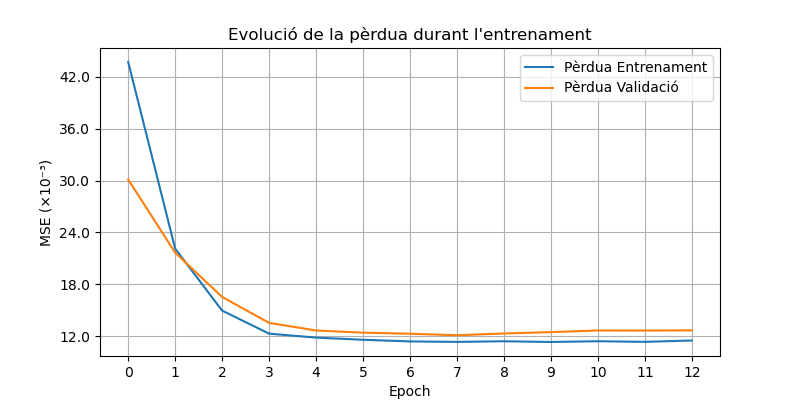 Evolució de la pèrdua durant l'entrenament
Pèrdua Entrenament
Pèrdua Validació
MSE (×10⁻³)
42.0
36.0
30.0
24.0
18.0
12.0
0 1 2 3 4 5 6 7 8 9 10 11 12
Epoch